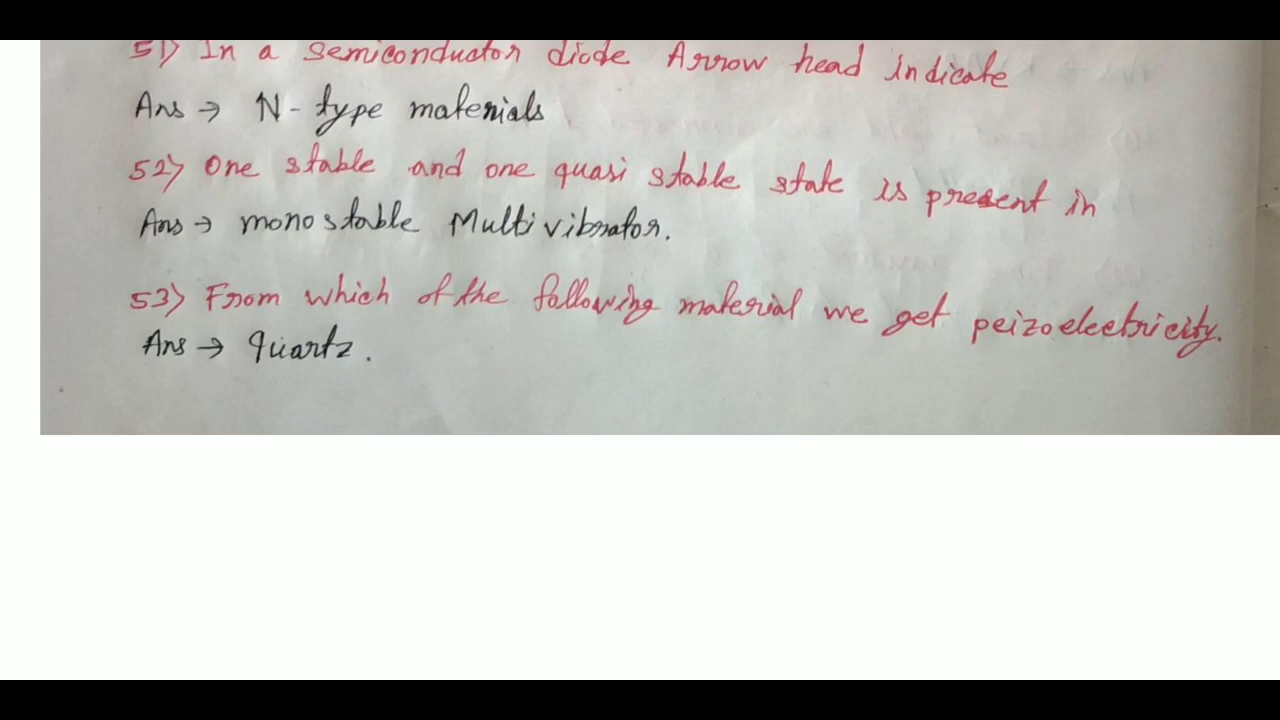 51) In a semiconductor diode Arrow head indicate
Ans → N-type materials
52) One stable and one quasi stable state is present in
Ans → monostable Multivibrator.
53) From which of the following material we get peizoelectricity.
Ans → quartz.